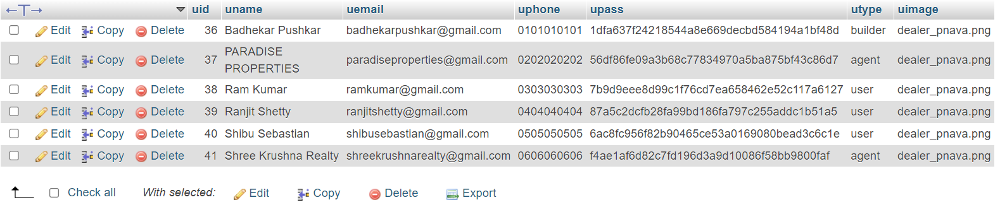 uid uname uemail uphone upass utype uimage
Edit Copy Delete 36 Badhekar Pushkar badhekarpushkar@gmail.com 0101010101 1dfa637f24218544a8e669decbd584194a1bf48d builder dealer_pnava.png
Edit Copy Delete 37 PARADISE PROPERTIES paradiseproperties@gmail.com 0202020202 56df86fe09a3b68c77834970a5ba875bf43c86d7 agent dealer_pnava.png
Edit Copy Delete 38 Ram Kumar ramkumar@gmail.com 0303030303 7b9d9eee8d99c1f76cd7ea658462e52c117a6127 user dealer_pnava.png
Edit Copy Delete 39 Ranjit Shetty ranjitshetty@gmail.com 0404040404 87a5c2dcfb28fa99bd186fa797c255addc1b51a5 user dealer_pnava.png
Edit Copy Delete 40 Shibu Sebastian shibusebastian@gmail.com 0505050505 6ac8fc956f82b90465ce53a0169080bead3c6c1e user dealer_pnava.png
Edit Copy Delete 41 Shree Krushna Realty shreekrushnarealty@gmail.com 0606060606 f4ae1af6d82c7fd196d3a9d10086f58bb9800faf agent dealer_pnava.png
Check all With selected: Edit Copy Delete Export